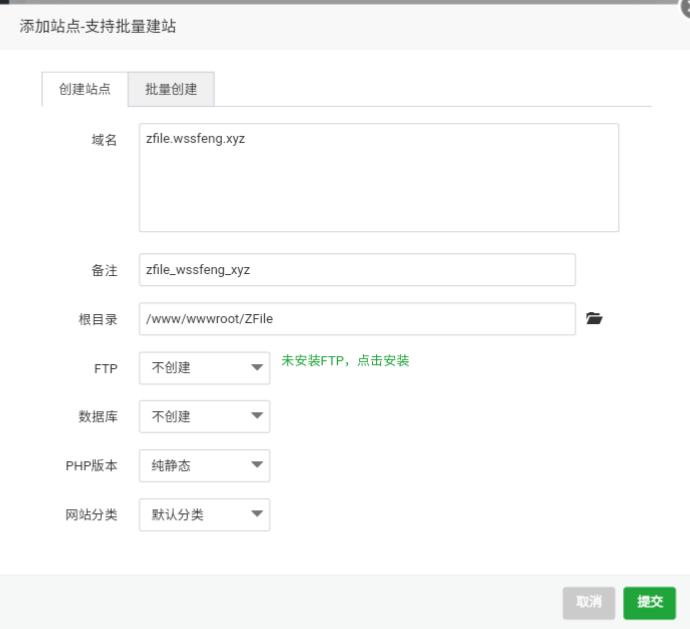 添加站点-支持批量建站
创建站点 批量创建
域名 zfile.wssfeng.xyz
备注 zfile_wssfeng_xyz
根目录 /www/wwwroot/ZFile
FTP 不创建 未安装FTP，点击安装
数据库 不创建
PHP版本 纯静态
网站分类 默认分类
取消 提交